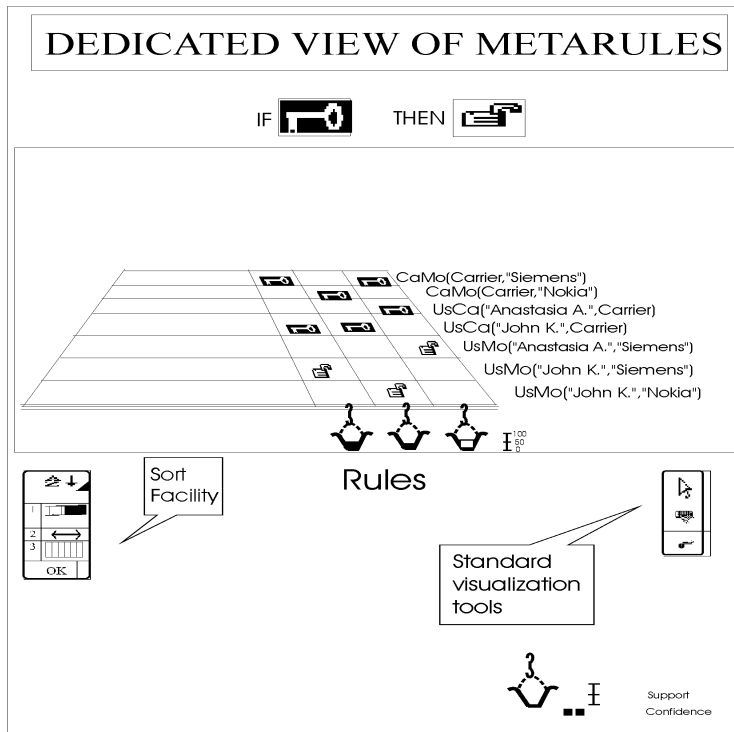 DEDICATED VIEW OF METARULES
IF THEN
CaMo(Carrier,"Siemens")
CaMo(Carrier,"Nokia")
UsCa("Anastasia A.",Carrier)
UsCa("John K.",Carrier)
UsMo("Anastasia A.","Siemens")
UsMo("John K.","Siemens")
UsMo("John K.","Nokia")
100
50
0
Rules
Sort
Facility
1
2
3
OK
Standard
visualization
tools
Support
Confidence